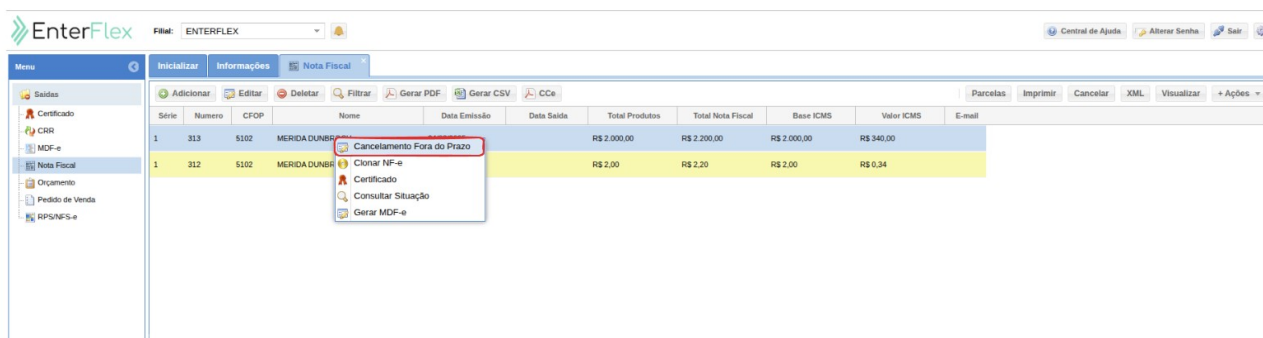 EnterFlex Filial: ENTERFLEX Central de Ajuda Alterar Senha Sair
Menu Inicializar Informações Nota Fiscal
Saídas Adicionar Editar Deletar Filtrar Gerar PDF Gerar CSV CCe Parcelas Imprimir Cancelar XML Visualizar + Ações
Certificado Série Numero CFOP Nome Data Emissão Data Saída Total Produtos Total Nota Fiscal Base ICMS Valor ICMS E-mail
CRR
MDF-e
1 313 5102 MERIDA R$ 2.000,00 R$ 2.200,00 R$ 2.000,00 R$ 340,00
Cancelamento Fora do Prazo
Nota Fiscal 1 312 5102 MERIDA Clonar NF-e R$ 2,00 R$ 2,20 R$ 2,00 R$ 0,34
Orçamento Certificado
Pedido de Venda Consultar Situação
RPS/NFS-e Gerar MDF-e